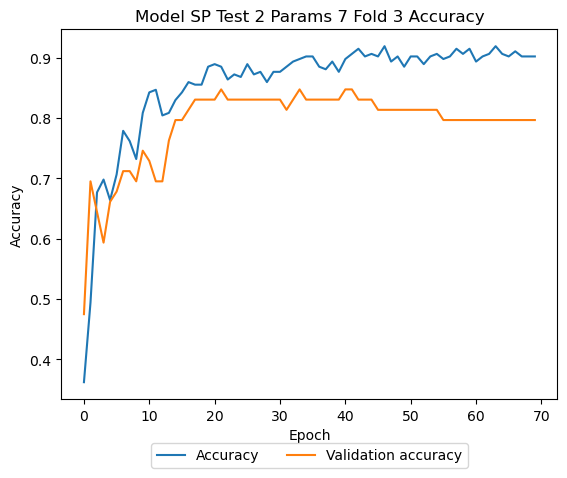 Model SP Test 2 Params 7 Fold 3 Accuracy
Accuracy
0.9
0.8
0.7
0.6
0.5
0.4
0 10 20 30 40 50 60 70
Epoch
Accuracy Validation accuracy